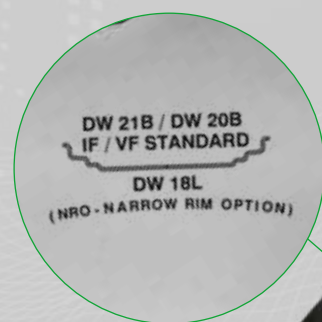 DW 21B / DW 20B
IF / VF STANDARD
DW 18L
(NRO - NARROW RIM OPTION)